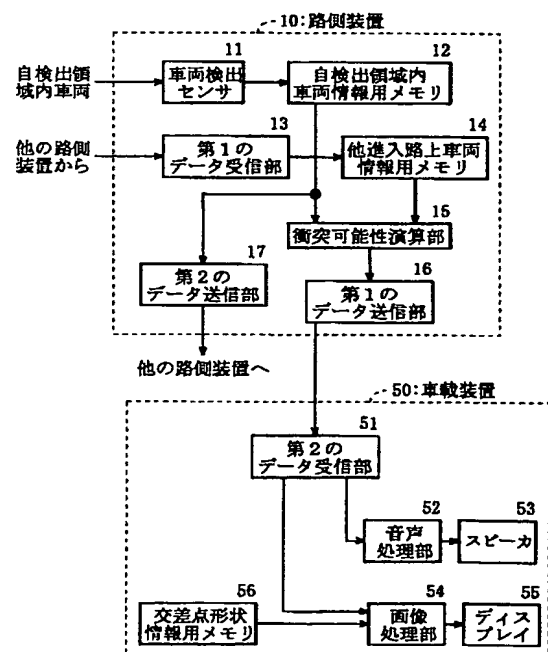 10:路側装置
自検出領
域内車両
11
車両検出
センサ
12
自検出領域内
車両情報用メモリ
他の路側
装置から
13
第1の
データ受信部
14
他進入路上車両
情報用メモリ
15
衝突可能性演算部
17
第2の
データ送信部
16
第1の
データ送信部
他の路側装置へ
50:車載装置
51
第2の
データ受信部
52
音声
処理部
53
スピーカ
56
交差点形状
情報用メモリ
54
画像
処理部
55
ディス
プレイ